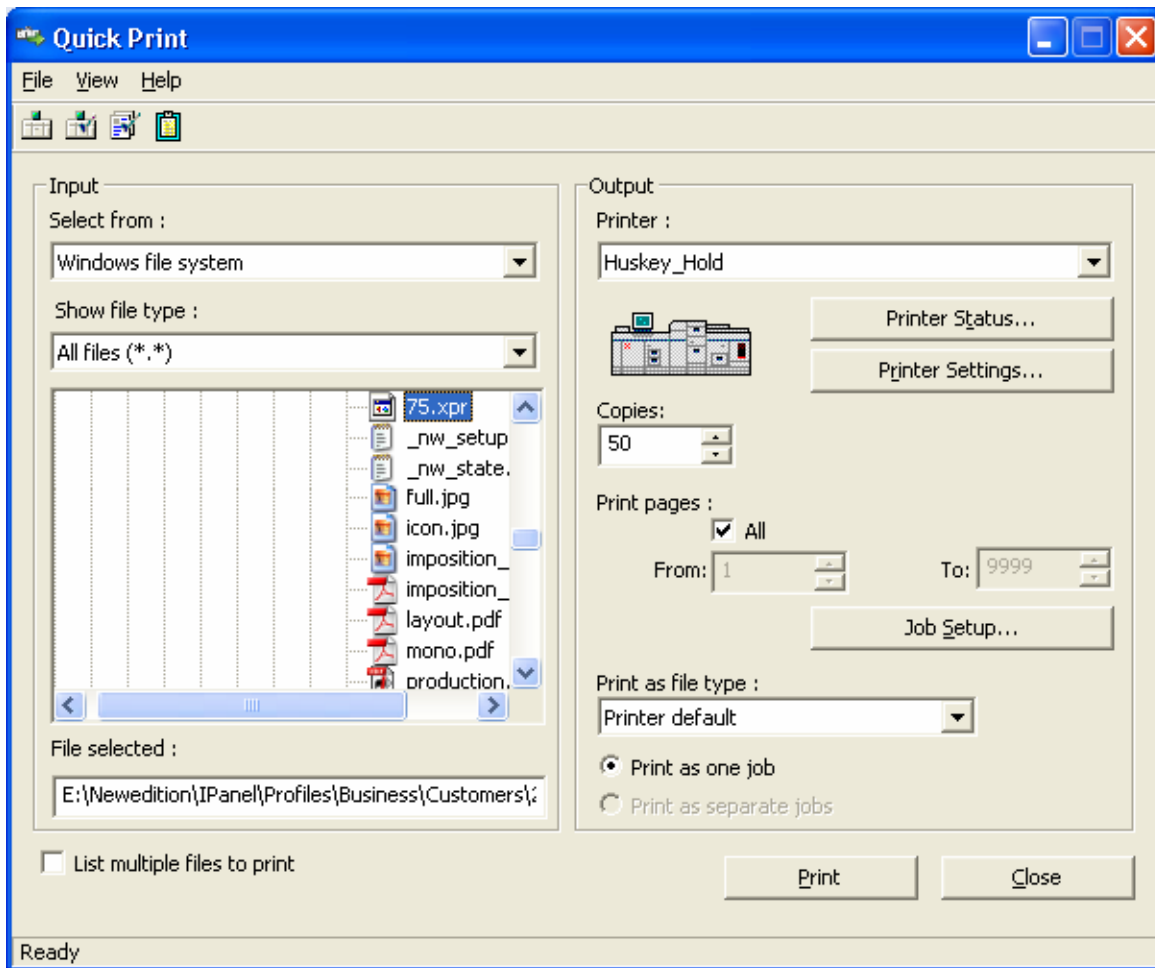 Quick Print
File View Help
Input
Select from :
Windows file system
Show file type :
All files (*.*)
75.xpr
_nw_setup
_nw_state.
full.jpg
icon.jpg
imposition_
imposition_
layout.pdf
mono.pdf
production.
File selected :
E:\Newedition\IPanel\Profiles\Business\Customers\2
List multiple files to print
Output
Printer :
Huskey_Hold
Printer Status...
Printer Settings...
Copies:
50
Print pages :
All
From: 1 To: 9999
Job Setup...
Print as file type :
Printer default
Print as one job
Print as separate jobs
Print Close
Ready